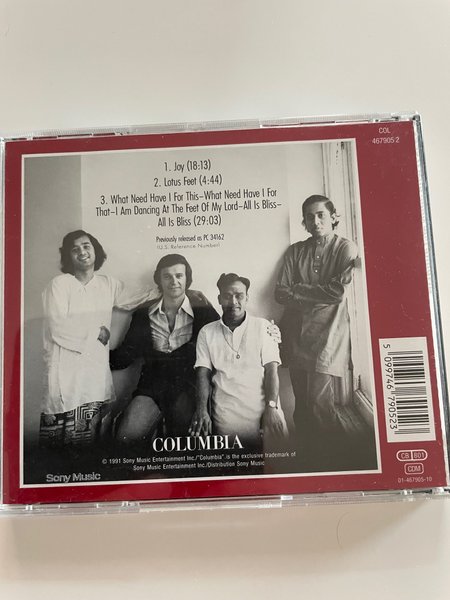 COL
467905 2
1. Joy (18:13)
2. Lotus Feet (4:44)
3. What Need Have I For This–What Need Have I For
That–I Am Dancing At The Feet Of My Lord–All Is Bliss–
All Is Bliss (29:03)
Previously released as PC 34162
(U.S. Reference Number)
5 099746 790523
COLUMBIA
© 1991 Sony Music Entertainment Inc./"Columbia".is the exclusive trademark of
Sony Music Entertainment Inc./Distribution Sony Music
Sony Music
CB 801
CDM
01-467905-10